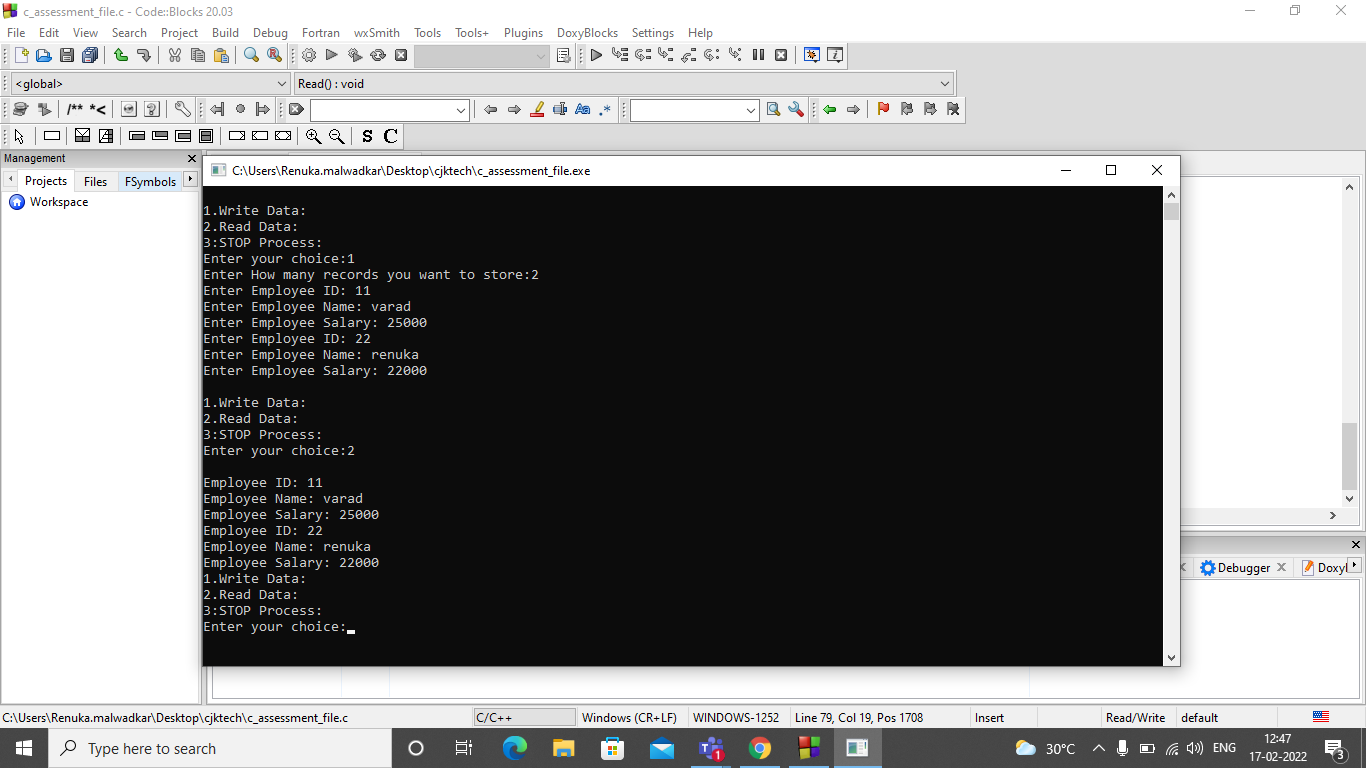 c_assessment_file.c - Code::Blocks 20.03
File Edit View Search Project Build Debug Fortran wxSmith Tools Tools+ Plugins DoxyBlocks Settings Help
<global> Read() : void
/** *< Aa .*
S C
Management
Projects Files FSymbols
Workspace
C:\Users\Renuka.malwadkar\Desktop\cjktech\c_assessment_file.exe
1.Write Data:
2.Read Data:
3:STOP Process:
Enter your choice:1
Enter How many records you want to store:2
Enter Employee ID: 11
Enter Employee Name: varad
Enter Employee Salary: 25000
Enter Employee ID: 22
Enter Employee Name: renuka
Enter Employee Salary: 22000
1.Write Data:
2.Read Data:
3:STOP Process:
Enter your choice:2
Employee ID: 11
Employee Name: varad
Employee Salary: 25000
Employee ID: 22
Employee Name: renuka
Employee Salary: 22000
1.Write Data:
2.Read Data:
3:STOP Process:
Enter your choice:
Debugger Doxyl
C:\Users\Renuka.malwadkar\Desktop\cjktech\c_assessment_file.c C/C++ Windows (CR+LF) WINDOWS-1252 Line 79, Col 19, Pos 1708 Insert Read/Write default
Type here to search 1 30°C ENG 12:47 3
17-02-2022